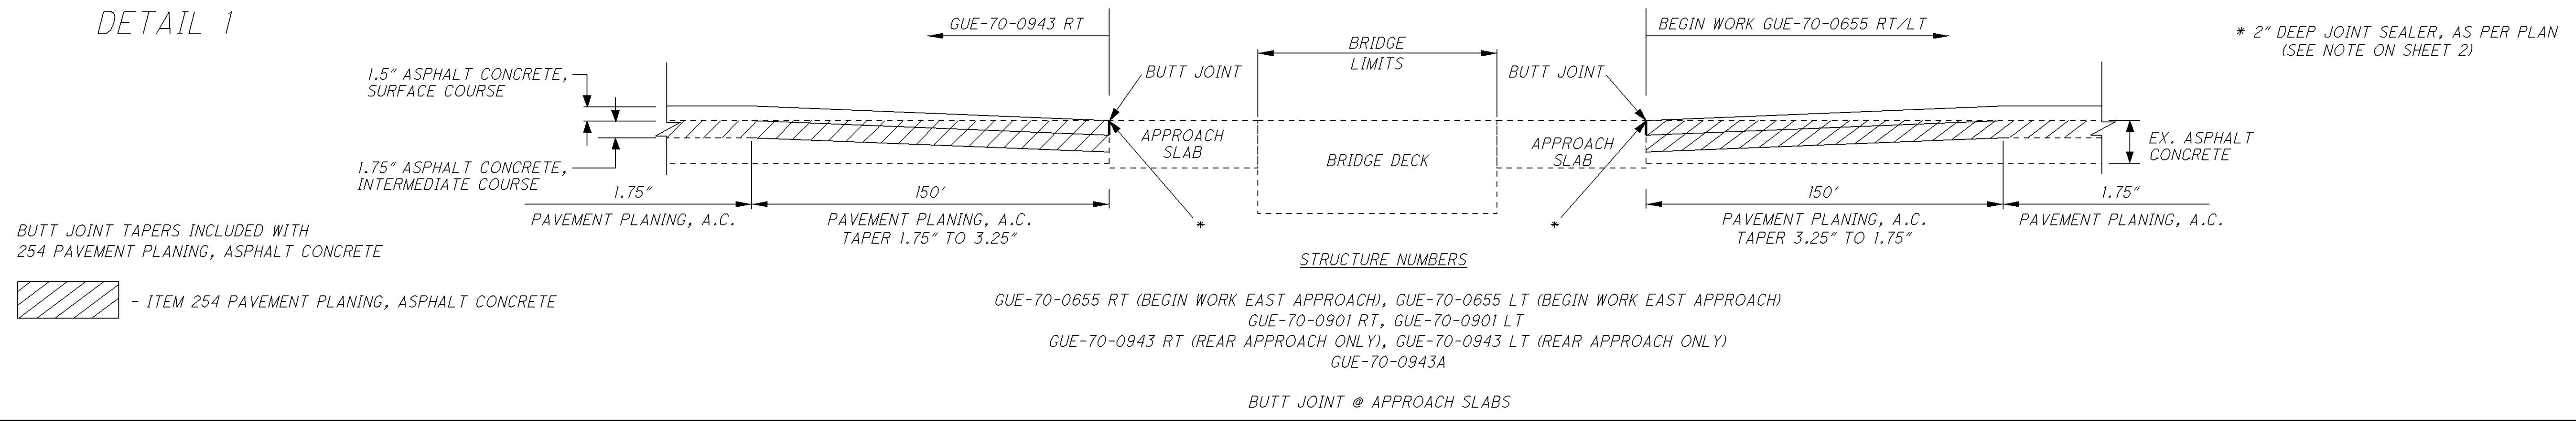 DETAIL 1
GUE-70-0943 RT
BEGIN WORK GUE-70-0655 RT/LT
* 2" DEEP JOINT SEALER, AS PER PLAN
(SEE NOTE ON SHEET 2)
BRIDGE
LIMITS
1.5" ASPHALT CONCRETE,
SURFACE COURSE
BUTT JOINT
BUTT JOINT
APPROACH
SLAB
BRIDGE DECK
APPROACH
SLAB
EX. ASPHALT
CONCRETE
1.75" ASPHALT CONCRETE,
INTERMEDIATE COURSE
1.75"
PAVEMENT PLANING, A.C.
150'
PAVEMENT PLANING, A.C.
TAPER 1.75" TO 3.25"
*
*
150'
PAVEMENT PLANING, A.C.
TAPER 3.25" TO 1.75"
1.75"
PAVEMENT PLANING, A.C.
BUTT JOINT TAPERS INCLUDED WITH
254 PAVEMENT PLANING, ASPHALT CONCRETE
- ITEM 254 PAVEMENT PLANING, ASPHALT CONCRETE
STRUCTURE NUMBERS
GUE-70-0655 RT (BEGIN WORK EAST APPROACH), GUE-70-0655 LT (BEGIN WORK EAST APPROACH)
GUE-70-0901 RT, GUE-70-0901 LT
GUE-70-0943 RT (REAR APPROACH ONLY), GUE-70-0943 LT (REAR APPROACH ONLY)
GUE-70-0943A
BUTT JOINT @ APPROACH SLABS